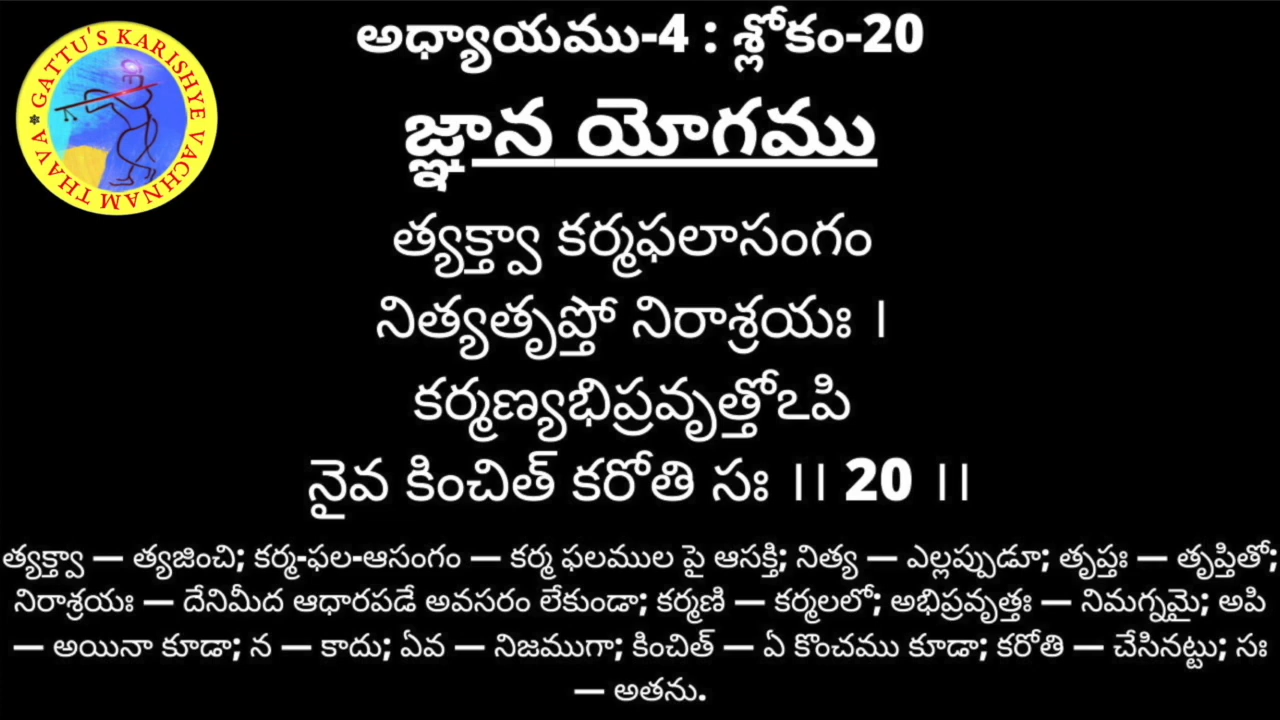 GATTU'S KARISHYE VACHNAM THAVA
అధ్యాయము-4 : శ్లోకం-20
జ్ఞాన యోగము
త్యక్త్వా కర్మఫలాసంగం
నిత్యతృప్తో నిరాశ్రయః ।
కర్మణ్యభిప్రవృత్తోఽపి
నైవ కించిత్ కరోతి సః ।। 20 ।।
త్యక్త్వా — త్యజించి; కర్మ-ఫల-ఆసంగం — కర్మ ఫలముల పై ఆసక్తి; నిత్య — ఎల్లప్పుడూ; తృప్తః — తృప్తితో;
నిరాశ్రయః — దేనిమీద ఆధారపడే అవసరం లేకుండా; కర్మణి — కర్మలలో; అభిప్రవృత్తః — నిమగ్నమై; అపి
— అయినా కూడా; న — కాదు; ఏవ — నిజముగా; కించిత్ — ఏ కొంచము కూడా; కరోతి — చేసినట్టు; సః
— అతను.